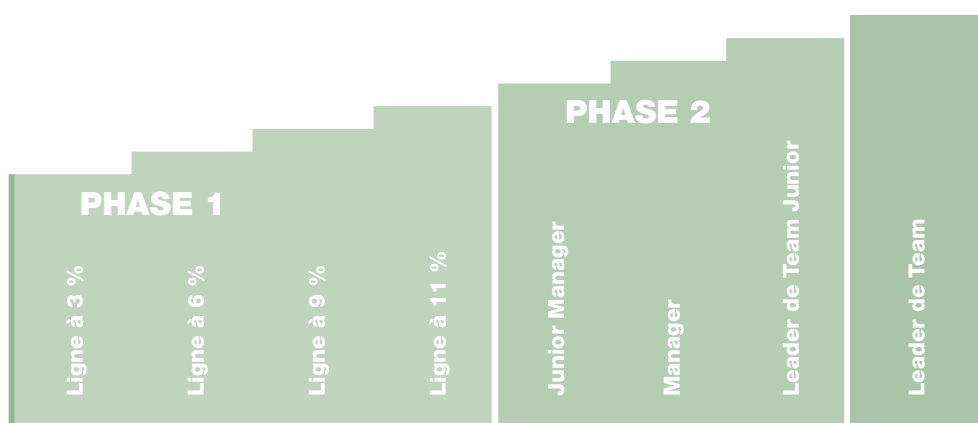 PHASE 1
Ligne à 3 %
Ligne à 6 %
Ligne à 9 %
Ligne à 11 %
PHASE 2
Junior Manager
Manager
Leader de Team Junior
Leader de Team